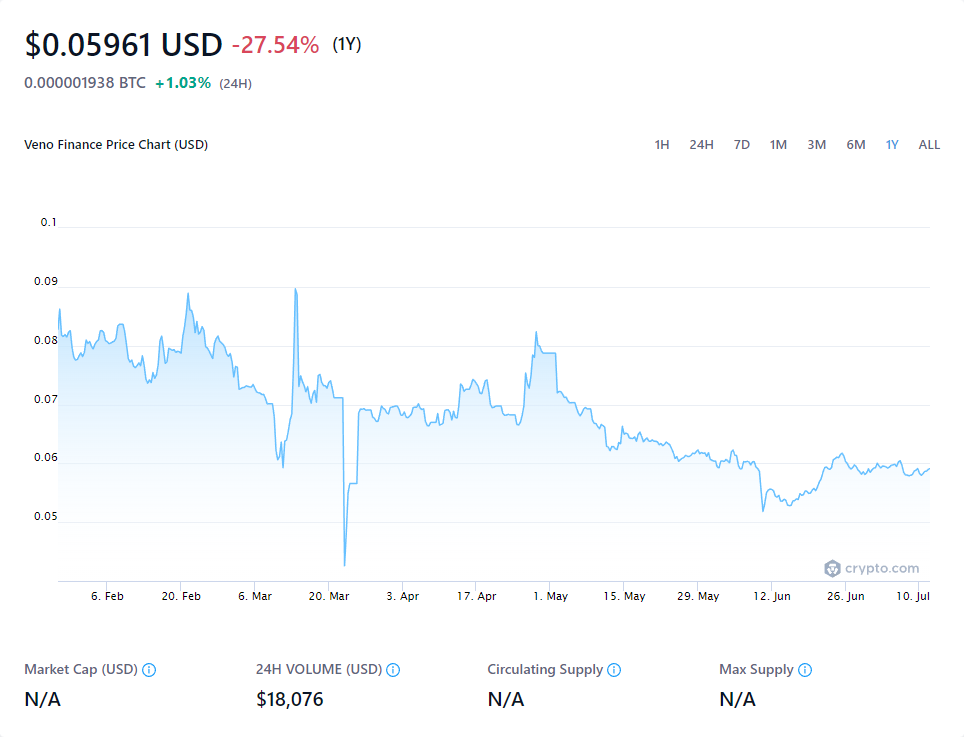 $0.05961 USD -27.54% (1Y)
0.000001938 BTC +1.03% (24H)
Veno Finance Price Chart (USD) 1H 24H 7D 1M 3M 6M 1Y ALL
0.1
0.09
0.08
0.07
0.06
0.05
crypto.com
6. Feb 20. Feb 6. Mar 20. Mar 3. Apr 17. Apr 1. May 15. May 29. May 12. Jun 26. Jun 10. Jul
Market Cap (USD) 24H VOLUME (USD) Circulating Supply Max Supply
N/A $18,076 N/A N/A